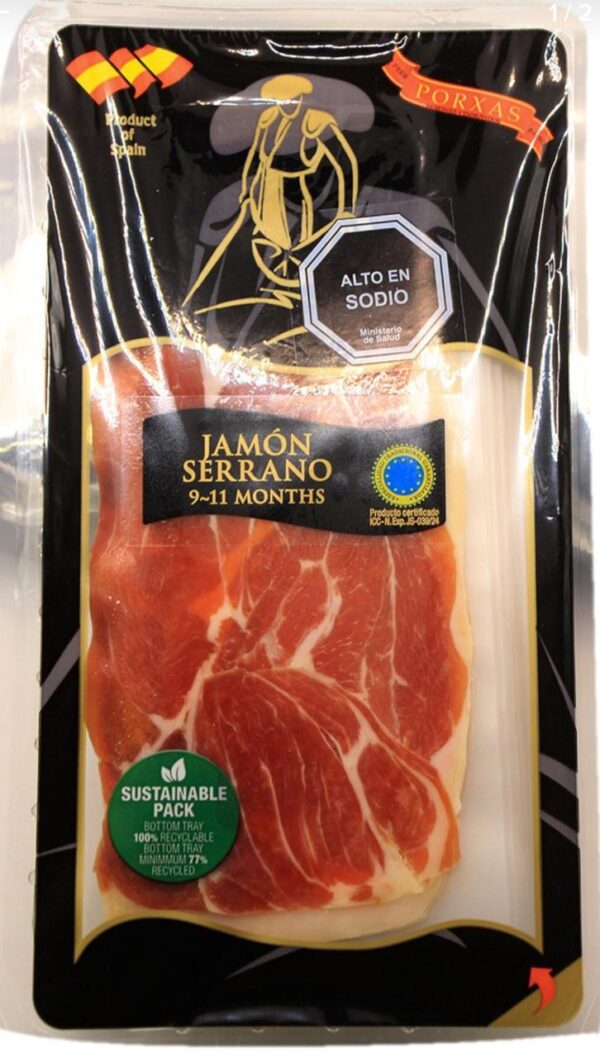 1/2
Product
of
Spain
PORXAS
ALTO EN
SODIO
Ministerio
de Salud
JAMÓN
SERRANO
9~11 MONTHS
Producto certificado
ICC-N.Exp. JS-039/24
SUSTAINABLE
PACK
BOTTOM TRAY
100% RECYCLABLE
BOTTOM TRAY
MINIMMUM 77%
RECYCLED